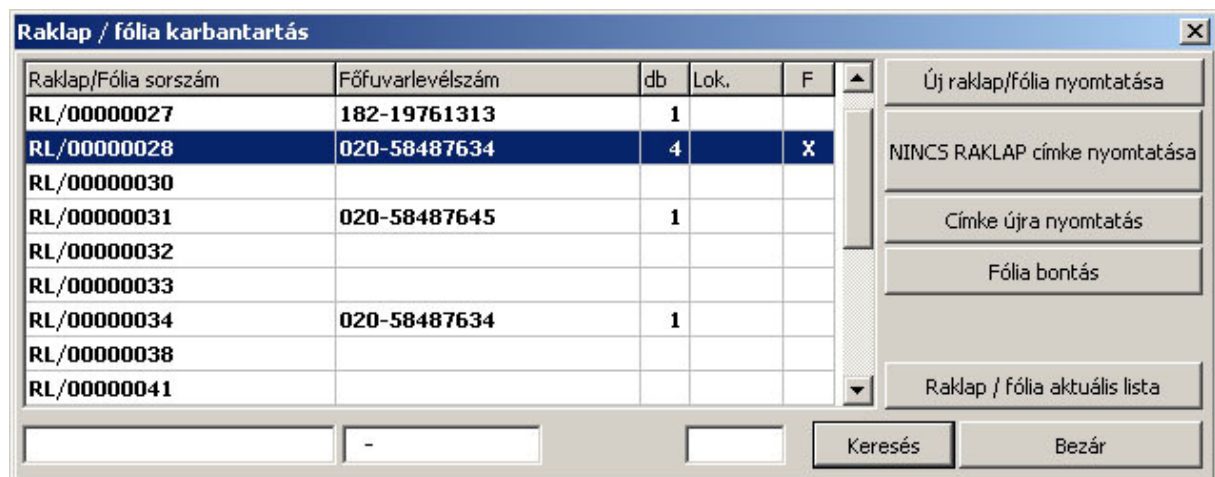 Raklap / fólia karbantartás
Raklap/Fólia sorszám Főfuvarlevélszám db Lok. F
RL/00000027 182-19761313 1
RL/00000028 020-58487634 4 X
RL/00000030
RL/00000031 020-58487645 1
RL/00000032
RL/00000033
RL/00000034 020-58487634 1
RL/00000038
RL/00000041
Új raklap/fólia nyomtatása
NINCS RAKLAP címke nyomtatása
Címke újra nyomtatás
Fólia bontás
Raklap / fólia aktuális lista
-
Keresés Bezár